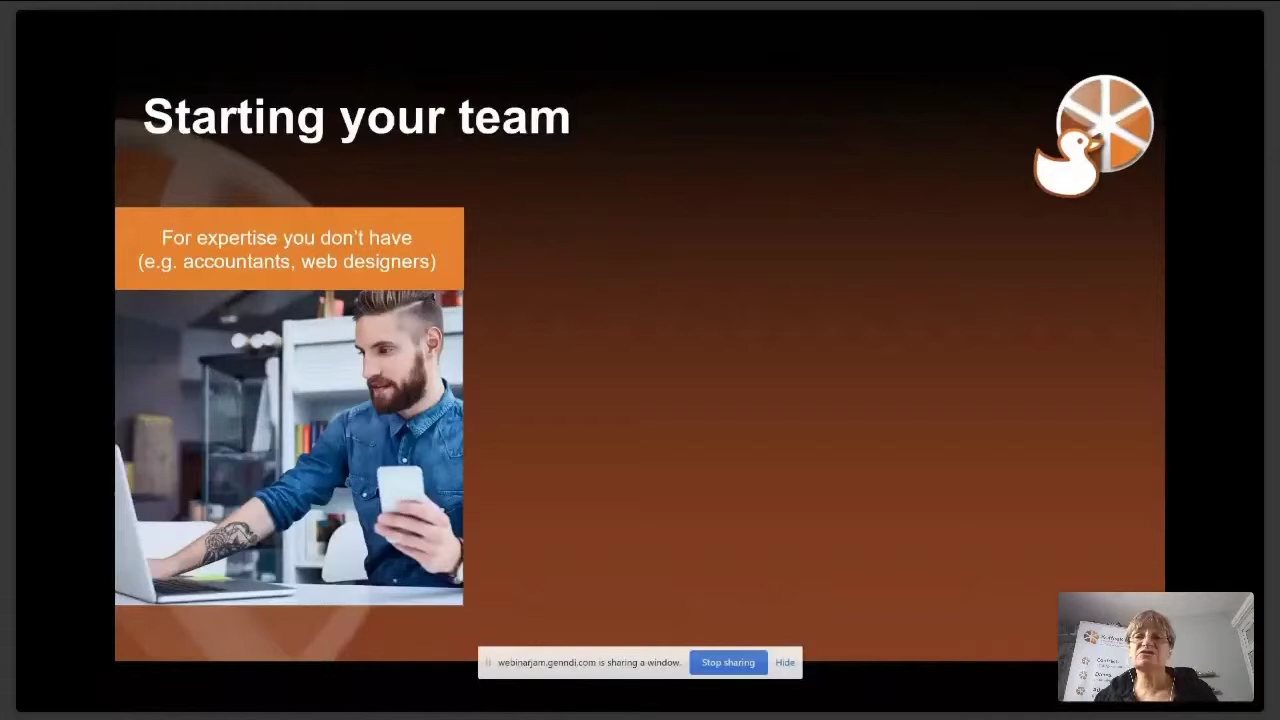 Starting your team
For expertise you don't have
(e.g. accountants, web designers)
webinarjam.genndi.com is sharing a window.
Stop sharing
Hide